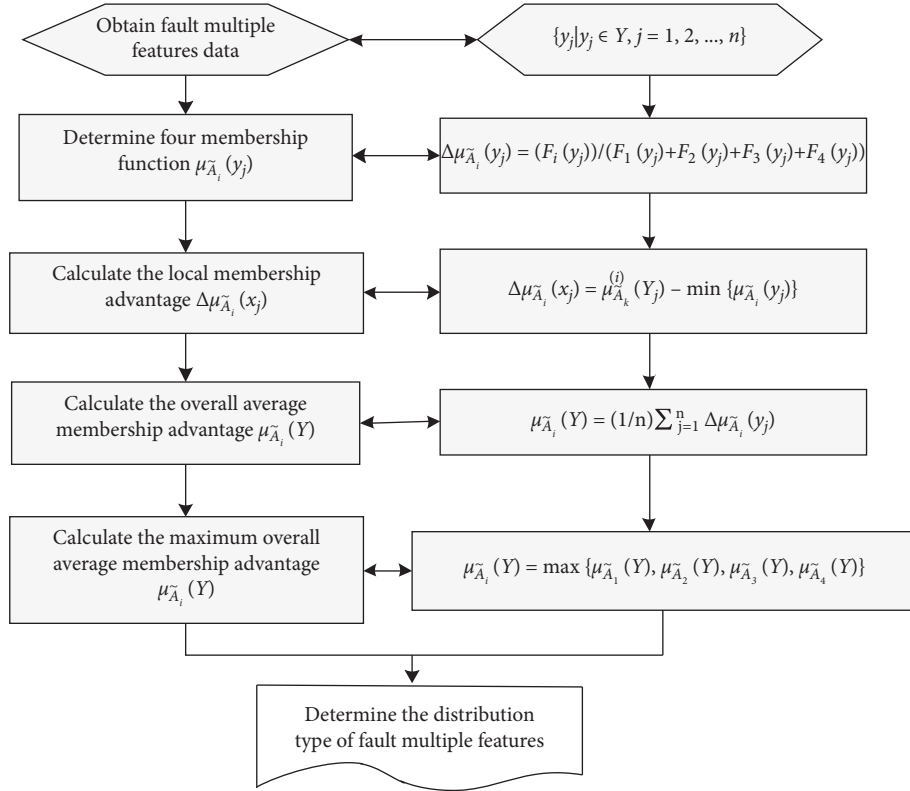 Obtain fault multiple
features data
{y_j|y_j ∈ Y, j = 1, 2, ..., n}
Determine four membership
function μ_{Ã_i}(y_j)
Δμ_{Ã_i}(y_j) = (F_i(y_j))/(F_1(y_j)+F_2(y_j)+F_3(y_j)+F_4(y_j))
Calculate the local membership
advantage Δμ_{Ã_i}(x_j)
Δμ_{Ã_i}(x_j) = μ_{Ã_k}^{(i)}(Y_j) – min {μ_{Ã_i}(y_j)}
Calculate the overall average
membership advantage μ_{Ã_i}(Y)
μ_{Ã_i}(Y) = (1/n)∑_{j=1}^{n} Δμ_{Ã_i}(y_j)
Calculate the maximum overall
average membership advantage
μ_{Ã_i}(Y)
μ_{Ã_i}(Y) = max {μ_{Ã_1}(Y), μ_{Ã_2}(Y), μ_{Ã_3}(Y), μ_{Ã_4}(Y)}
Determine the distribution
type of fault multiple features